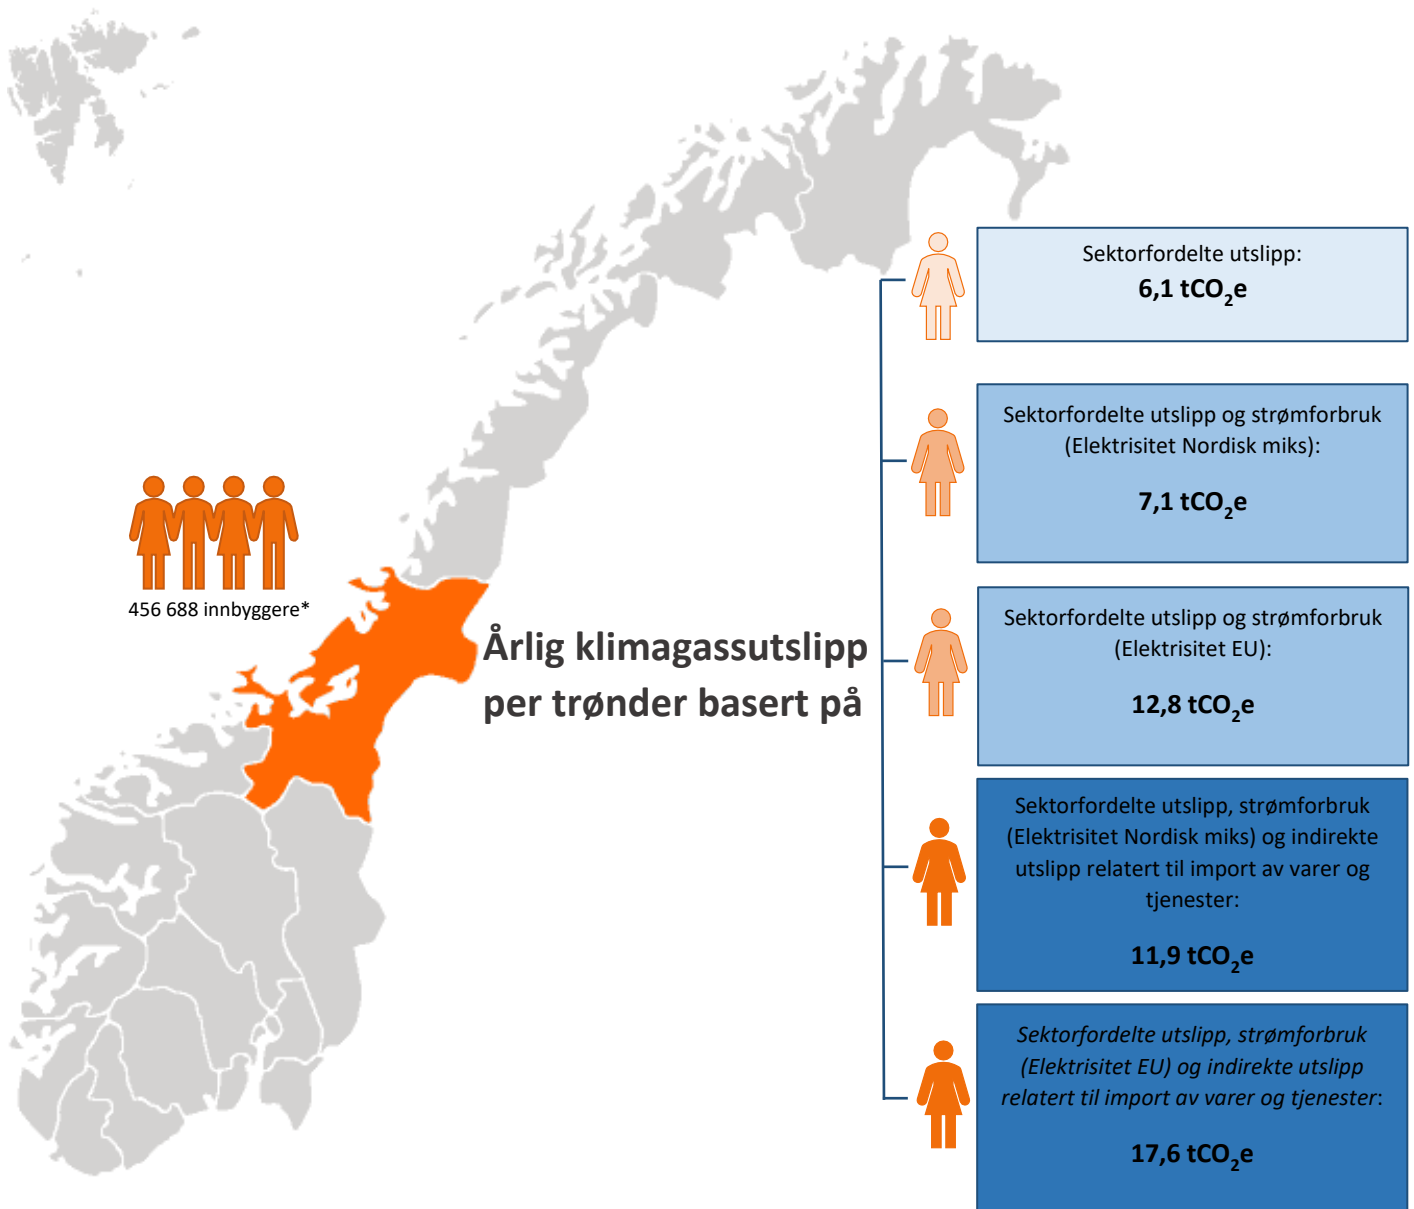 456 688 innbyggere*
Årlig klimagassutslipp
per trønder basert på
Sektorfordelte utslipp:
6,1 tCO₂e
Sektorfordelte utslipp og strømforbruk
(Elektrisitet Nordisk miks):
7,1 tCO₂e
Sektorfordelte utslipp og strømforbruk
(Elektrisitet EU):
12,8 tCO₂e
Sektorfordelte utslipp, strømforbruk
(Elektrisitet Nordisk miks) og indirekte
utslipp relatert til import av varer og
tjenester:
11,9 tCO₂e
Sektorfordelte utslipp, strømforbruk
(Elektrisitet EU) og indirekte utslipp
relatert til import av varer og tjenester:
17,6 tCO₂e